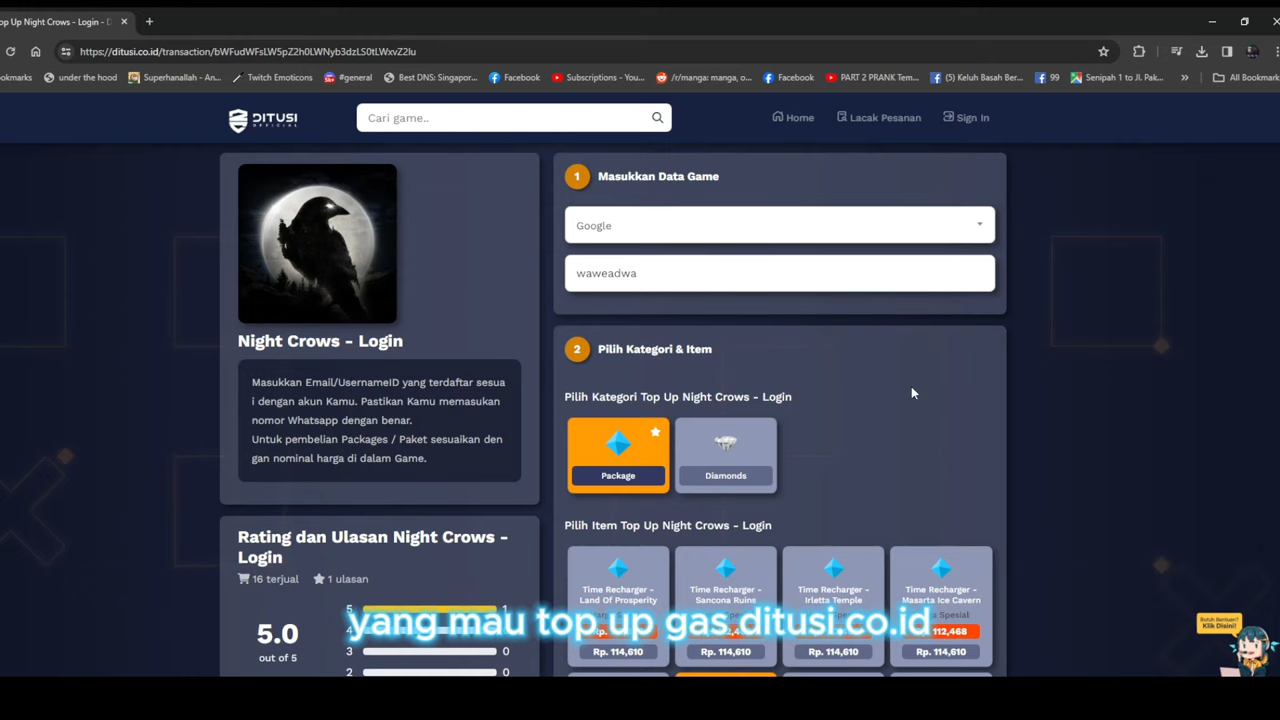 op Up Night Crows - Login - D
https://ditusi.co.id/transaction/bWFudWFsLW5pZ2h0LWNyb3dzLS0tLWxvZ2lu
okmarks
under the hood
Superhanallah - An...
Twitch Emoticons
#general
Best DNS: Singapor...
Facebook
Subscriptions - You...
/r/manga: manga, o...
Facebook
PART 2 PRANK Tem...
(5) Keluh Basah Ber...
99
Senipah 1 to Jl. Pak...
»
All Bookmark
DITUSI
OFFICIAL
Cari game..
Home
Lacak Pesanan
Sign In
Night Crows - Login
Masukkan Email/UsernameID yang terdaftar sesua
i dengan akun Kamu. Pastikan Kamu memasukan
nomor Whatsapp dengan benar.
Untuk pembelian Packages / Paket sesuaikan den
gan nominal harga di dalam Game.
Rating dan Ulasan Night Crows -
Login
16 terjual
1 ulasan
5.0
out of 5
5
1
4
0
3
0
2
0
1
Masukkan Data Game
Google
waweadwa
2
Pilih Kategori & Item
Pilih Kategori Top Up Night Crows - Login
Package
Diamonds
Pilih Item Top Up Night Crows - Login
Time Recharger -
Land Of Prosperity
Rp. 114,610
Time Recharger -
Sancona Ruins
Rp. 114,610
Time Recharger -
Irletta Temple
Rp. 114,610
Time Recharger -
Masarta Ice Cavern
Spesial
112,468
Rp. 114,610
yang mau top up gas ditusi.co.id
Butuh Bantuan?
Klik Disini!